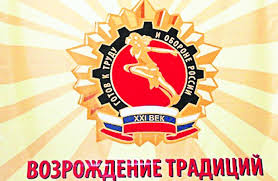 ГОТОВ К ТРУДУ И ОБОРОНЕ РОССИИ
XXI ВЕК
ВОЗРОЖДЕНИЕ ТРАДИЦИЙ